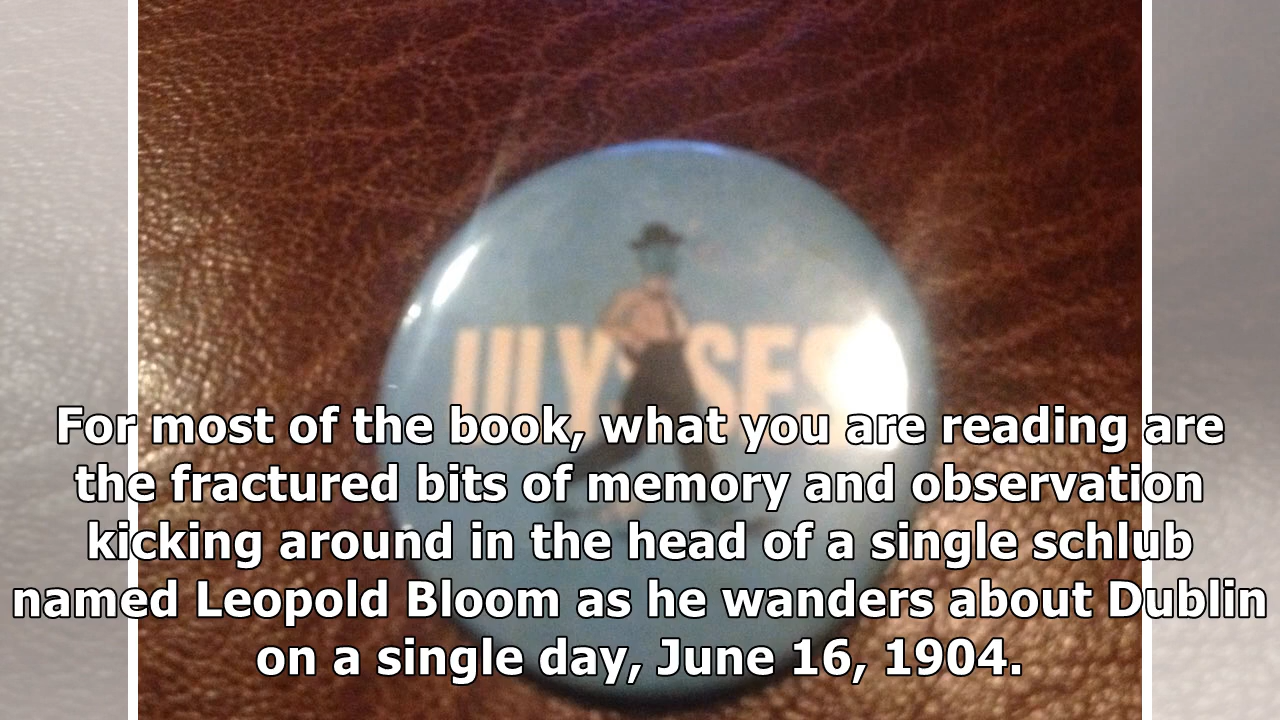 ULYSSES
For most of the book, what you are reading are
the fractured bits of memory and observation
kicking around in the head of a single schlub
named Leopold Bloom as he wanders about Dublin
on a single day, June 16, 1904.